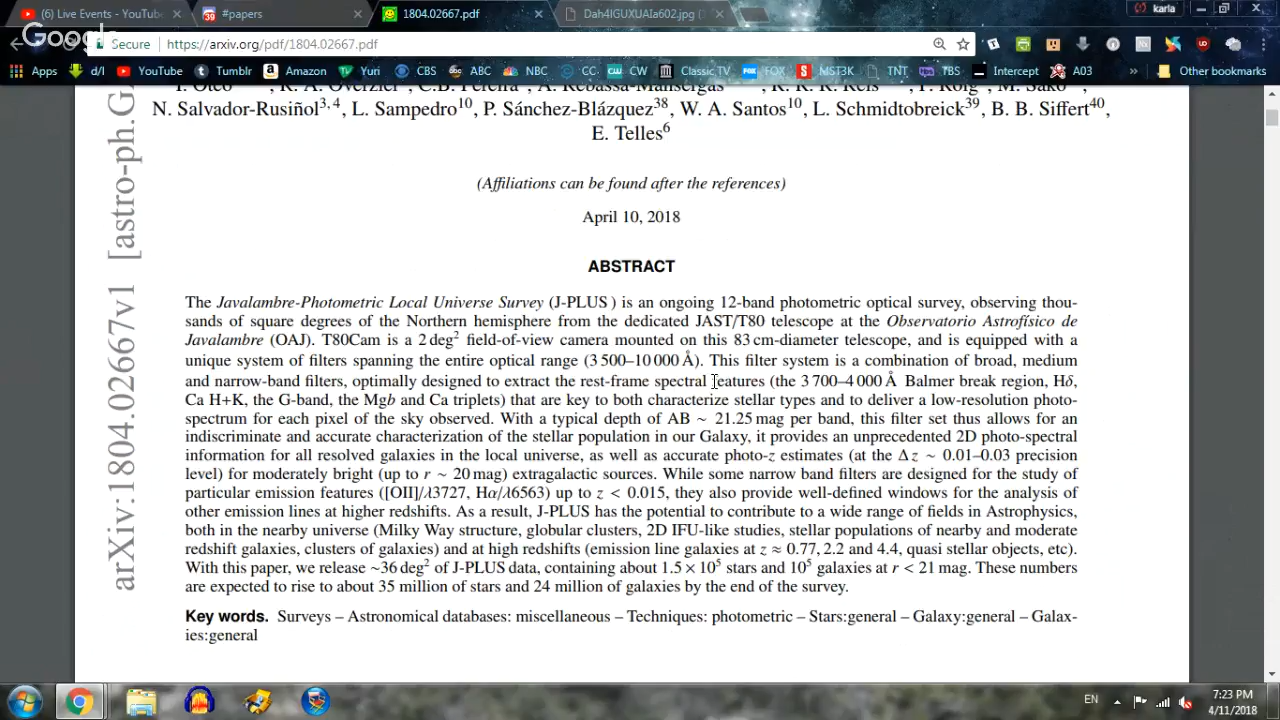 (6) Live Events - YouTube
39 #papers
1804.02667.pdf
Dah4IGUXUAIa602.jpg (
karla
Google
Secure https://arxiv.org/pdf/1804.02667.pdf
Apps d/l YouTube Tumblr Amazon Yuri CBS ABC NBC CC CW Classic TV FOX MST3K TNT TBS Intercept A03 » Other bookmarks
N. Salvador-Rusiñol3,4, L. Sampedro10, P. Sánchez-Blázquez38, W. A. Santos10, L. Schmidtobreick39, B. B. Siffert40,
E. Telles6
(Affiliations can be found after the references)
April 10, 2018
ABSTRACT
The Javalambre-Photometric Local Universe Survey (J-PLUS ) is an ongoing 12-band photometric optical survey, observing thou-
sands of square degrees of the Northern hemisphere from the dedicated JAST/T80 telescope at the Observatorio Astrofísico de
Javalambre (OAJ). T80Cam is a 2 deg² field-of-view camera mounted on this 83 cm-diameter telescope, and is equipped with a
unique system of filters spanning the entire optical range (3 500–10 000 Å). This filter system is a combination of broad, medium
and narrow-band filters, optimally designed to extract the rest-frame spectral features (the 3 700–4 000 Å Balmer break region, Hδ,
Ca H+K, the G-band, the Mgb and Ca triplets) that are key to both characterize stellar types and to deliver a low-resolution photo-
spectrum for each pixel of the sky observed. With a typical depth of AB ~ 21.25 mag per band, this filter set thus allows for an
indiscriminate and accurate characterization of the stellar population in our Galaxy, it provides an unprecedented 2D photo-spectral
information for all resolved galaxies in the local universe, as well as accurate photo-z estimates (at the Δ z ~ 0.01–0.03 precision
level) for moderately bright (up to r ~ 20 mag) extragalactic sources. While some narrow band filters are designed for the study of
particular emission features ([OII]/λ3727, Hα/λ6563) up to z < 0.015, they also provide well-defined windows for the analysis of
other emission lines at higher redshifts. As a result, J-PLUS has the potential to contribute to a wide range of fields in Astrophysics,
both in the nearby universe (Milky Way structure, globular clusters, 2D IFU-like studies, stellar populations of nearby and moderate
redshift galaxies, clusters of galaxies) and at high redshifts (emission line galaxies at z ≈ 0.77, 2.2 and 4.4, quasi stellar objects, etc).
With this paper, we release ~36 deg² of J-PLUS data, containing about 1.5 × 10⁵ stars and 10⁵ galaxies at r < 21 mag. These numbers
are expected to rise to about 35 million of stars and 24 million of galaxies by the end of the survey.
Key words. Surveys – Astronomical databases: miscellaneous – Techniques: photometric – Stars:general – Galaxy:general – Galax-
ies:general
arXiv:1804.02667v1 [astro-ph.G
EN
7:23 PM
4/11/2018